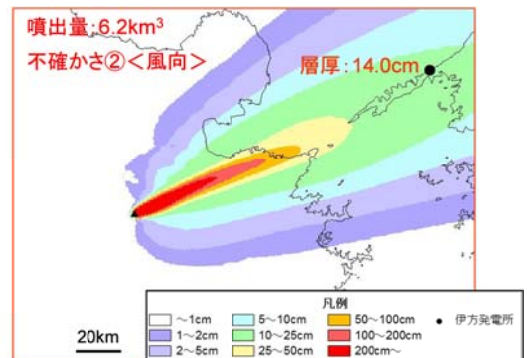 噴出量:6.2km³
不確かさ②<風向>
層厚:14.0cm
凡例
~1cm
5~10cm
50~100cm
● 伊方発電所
1~2cm
10~25cm
100~200cm
2~5cm
25~50cm
200cm~
20km